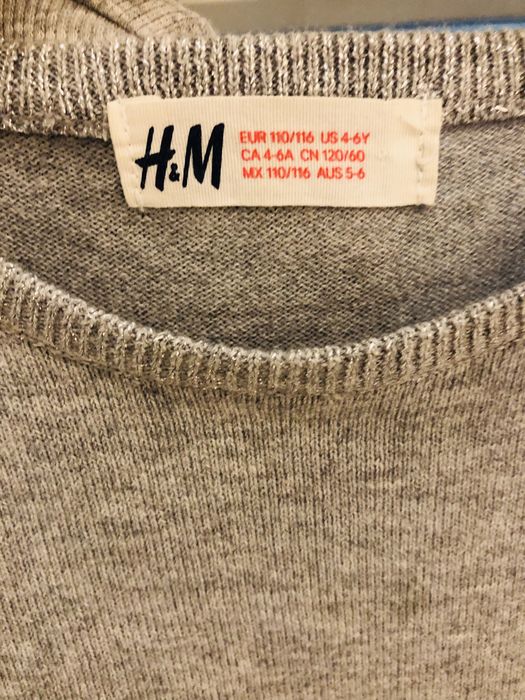 H&M
EUR 110/116 US 4-6Y
CA 4-6A CN 120/60
MX 110/116 AUS 5-6